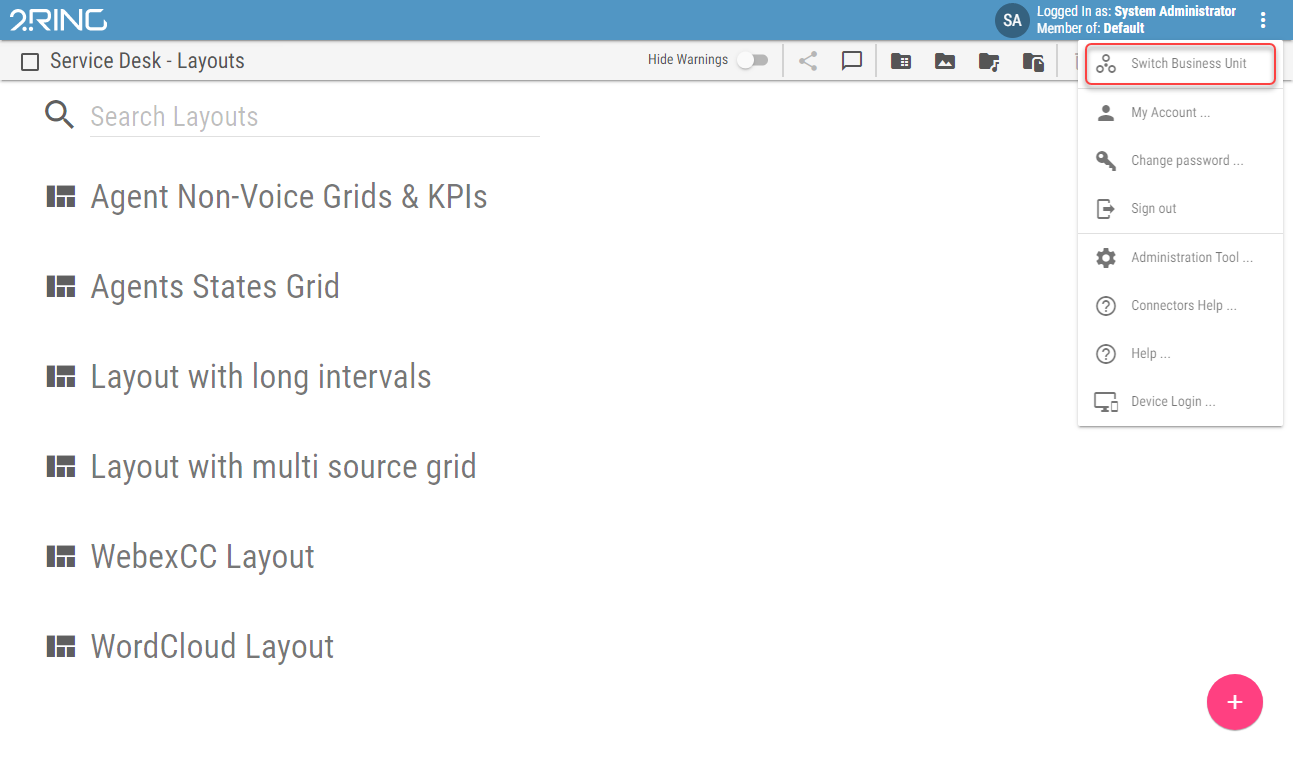 2RING
SA
Logged In as: System Administrator
Member of: Default
Service Desk - Layouts
Hide Warnings
Switch Business Unit
My Account ...
Change password ...
Sign out
Administration Tool ...
Connectors Help ...
Help ...
Device Login ...
Search Layouts
Agent Non-Voice Grids & KPIs
Agents States Grid
Layout with long intervals
Layout with multi source grid
WebexCC Layout
WordCloud Layout
+